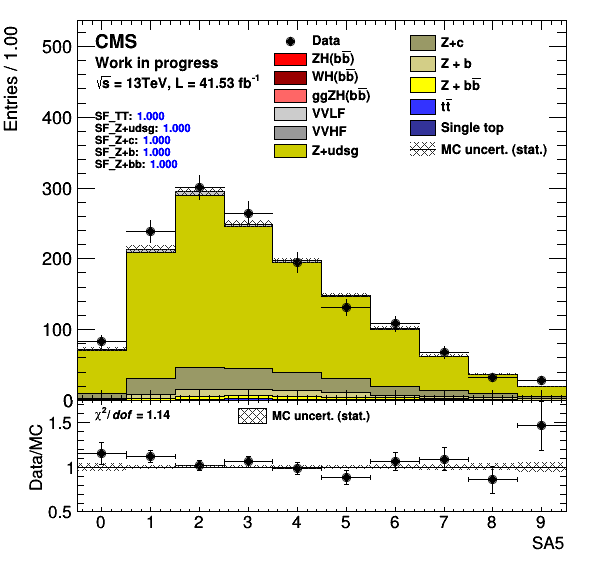 CMS
Work in progress
√s = 13TeV, L = 41.53 fb⁻¹
SF_TT: 1.000
SF_Z+udsg: 1.000
SF_Z+c: 1.000
SF_Z+b: 1.000
SF_Z+bb: 1.000
Data
ZH(bb̅)
WH(bb̅)
ggZH(bb̅)
VVLF
VVHF
Z+udsg
Z+c
Z + b
Z + bb̅
tt̅
Single top
MC uncert. (stat.)
Entries / 1.00
500
400
300
200
100
0
χ²/dof = 1.14
MC uncert. (stat.)
Data/MC
1.5
1
0.5
0 1 2 3 4 5 6 7 8 9
SA5